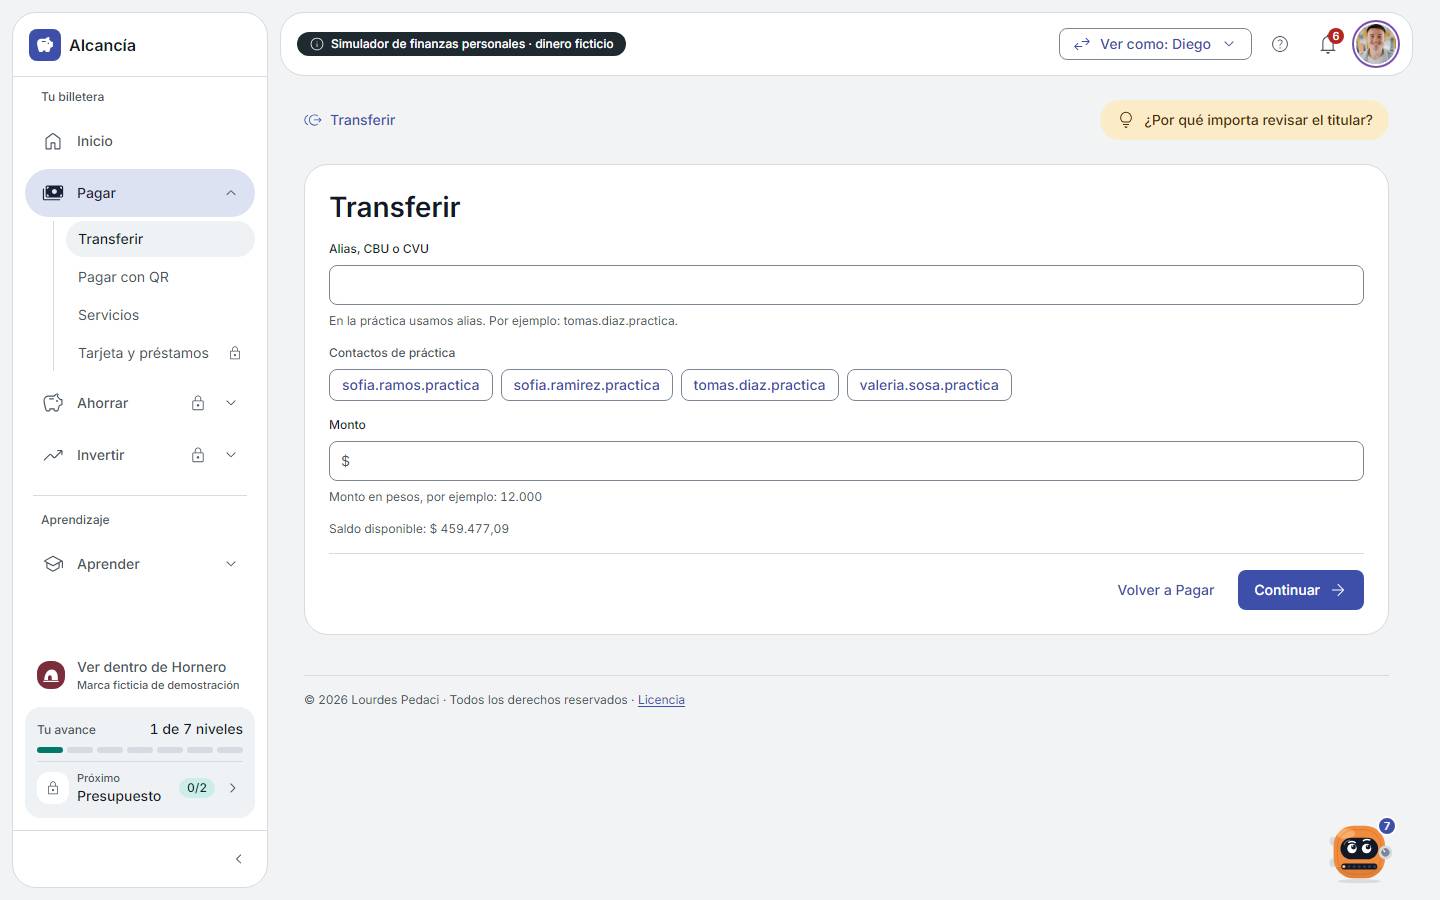 Alcancía
Simulador de finanzas personales · dinero ficticio
Ver como: Diego
6
Tu billetera
Inicio
Pagar
Transferir
Pagar con QR
Servicios
Tarjeta y préstamos
Ahorrar
Invertir
Aprendizaje
Aprender
Ver dentro de Hornero
Marca ficticia de demostración
Tu avance
1 de 7 niveles
Próximo
Presupuesto
0/2
Transferir
¿Por qué importa revisar el titular?
Transferir
Alias, CBU o CVU
En la práctica usamos alias. Por ejemplo: tomas.diaz.practica.
Contactos de práctica
sofia.ramos.practica
sofia.ramirez.practica
tomas.diaz.practica
valeria.sosa.practica
Monto
$
Monto en pesos, por ejemplo: 12.000
Saldo disponible: $ 459.477,09
Volver a Pagar
Continuar
© 2026 Lourdes Pedaci · Todos los derechos reservados · Licencia
7